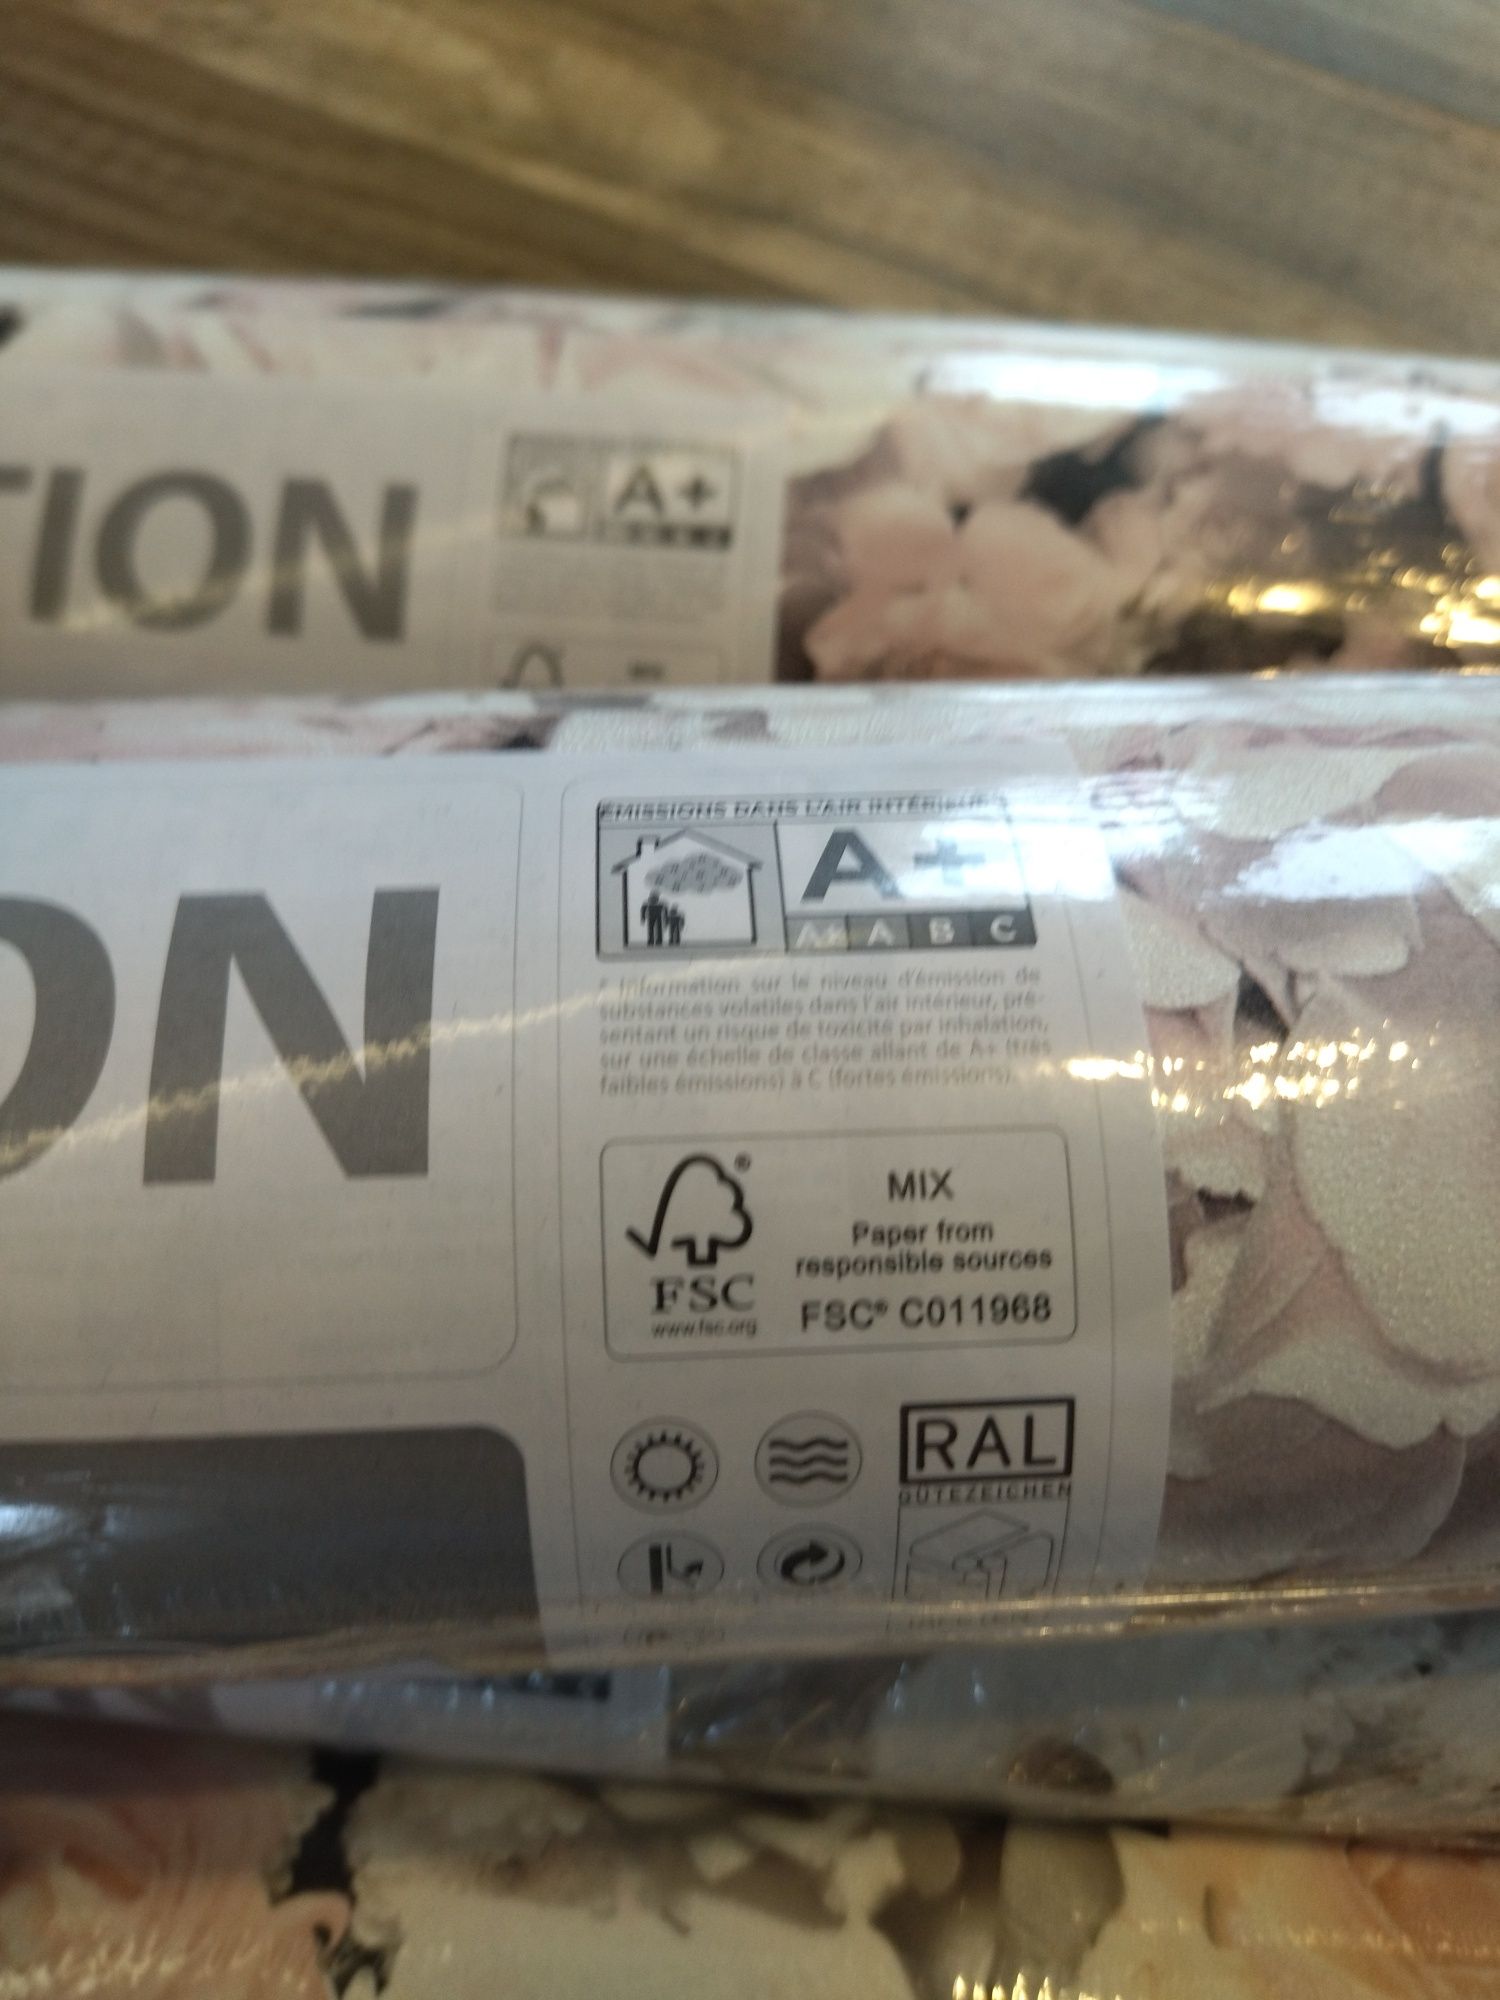 TION
A+
ON
ÉMISSIONS DANS L'AIR INTÉRIEUR*
A+
A+ A B C
* Information sur le niveau d'émission de
substances volatiles dans l'air intérieur, pré-
sentant un risque de toxicité par inhalation,
sur une échelle de classe allant de A+ (très
faibles émissions) à C (fortes émissions).
FSC
www.fsc.org
MIX
Paper from
responsible sources
FSC® C011968
RAL
GÜTEZEICHEN